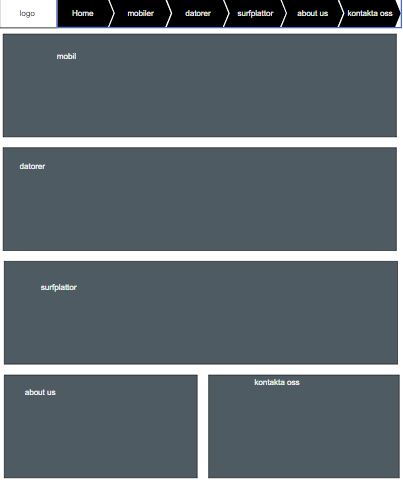 logo Home mobiler datorer surfplattor about us kontakta oss
mobil
datorer
surfplattor
about us
kontakta oss